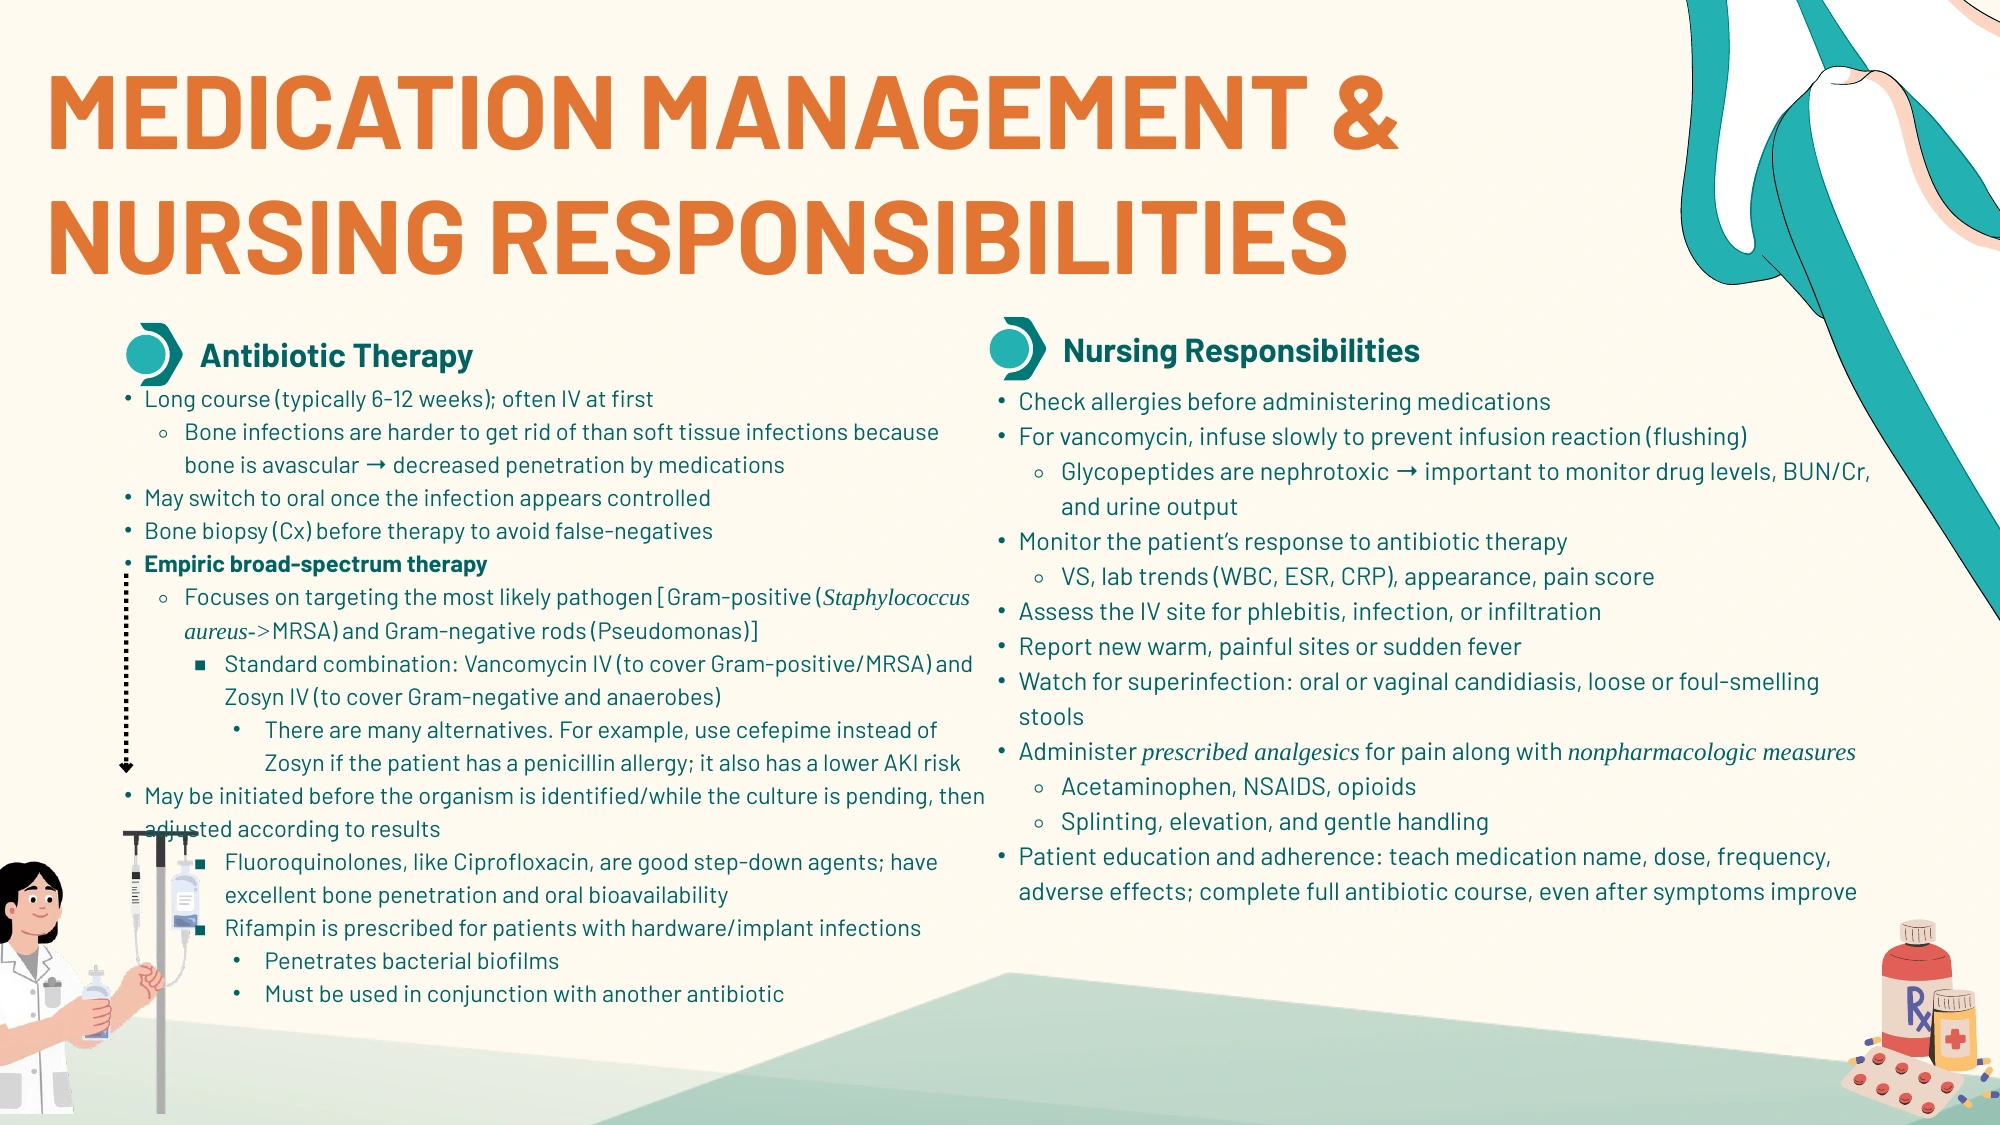 MEDICATION MANAGEMENT &
NURSING RESPONSIBILITIES
Antibiotic Therapy
• Long course (typically 6-12 weeks); often IV at first
○ Bone infections are harder to get rid of than soft tissue infections because
bone is avascular → decreased penetration by medications
• May switch to oral once the infection appears controlled
• Bone biopsy (Cx) before therapy to avoid false-negatives
• Empiric broad-spectrum therapy
○ Focuses on targeting the most likely pathogen [Gram-positive (Staphylococcus
aureus->MRSA) and Gram-negative rods (Pseudomonas)]
■ Standard combination: Vancomycin IV (to cover Gram-positive/MRSA) and
Zosyn IV (to cover Gram-negative and anaerobes)
• There are many alternatives. For example, use cefepime instead of
Zosyn if the patient has a penicillin allergy; it also has a lower AKI risk
• May be initiated before the organism is identified/while the culture is pending, then
adjusted according to results
■ Fluoroquinolones, like Ciprofloxacin, are good step-down agents; have
excellent bone penetration and oral bioavailability
■ Rifampin is prescribed for patients with hardware/implant infections
• Penetrates bacterial biofilms
• Must be used in conjunction with another antibiotic
Nursing Responsibilities
• Check allergies before administering medications
• For vancomycin, infuse slowly to prevent infusion reaction (flushing)
○ Glycopeptides are nephrotoxic → important to monitor drug levels, BUN/Cr,
and urine output
• Monitor the patient's response to antibiotic therapy
○ VS, lab trends (WBC, ESR, CRP), appearance, pain score
• Assess the IV site for phlebitis, infection, or infiltration
• Report new warm, painful sites or sudden fever
• Watch for superinfection: oral or vaginal candidiasis, loose or foul-smelling
stools
• Administer prescribed analgesics for pain along with nonpharmacologic measures
○ Acetaminophen, NSAIDS, opioids
○ Splinting, elevation, and gentle handling
• Patient education and adherence: teach medication name, dose, frequency,
adverse effects; complete full antibiotic course, even after symptoms improve
Rx